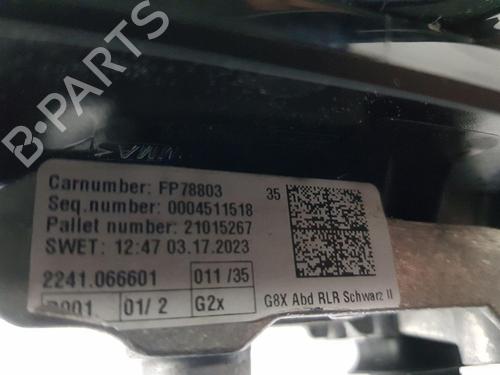 B-PARTS
Carnumber: FP78803
Seq.number: 0004511518
Pallet number: 21015267
SWET: 12:47 03.17.2023
35
2241.066601
011 /35
01/ 2
G2x
G8X Abd RLR Schwarz II